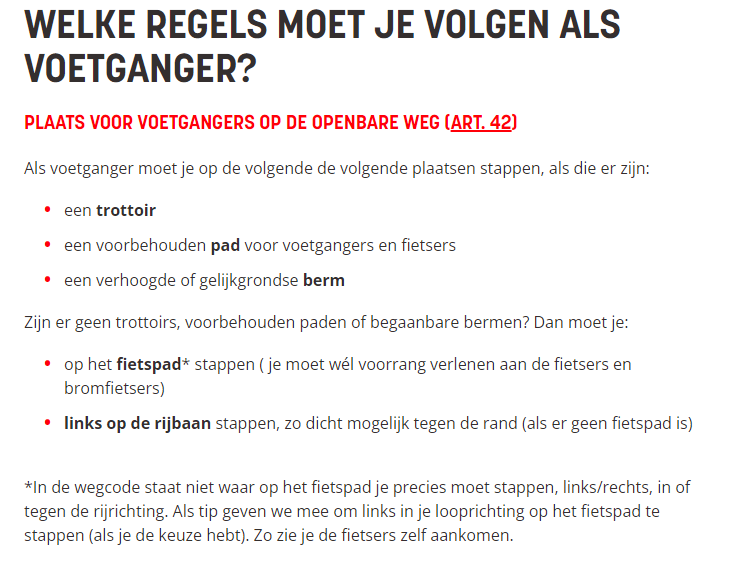 WELKE REGELS MOET JE VOLGEN ALS
VOETGANGER?
PLAATS VOOR VOETGANGERS OP DE OPENBARE WEG (ART. 42)
Als voetganger moet je op de volgende de volgende plaatsen stappen, als die er zijn:
• een trottoir
• een voorbehouden pad voor voetgangers en fietsers
• een verhoogde of gelijkgrondse berm
Zijn er geen trottoirs, voorbehouden paden of begaanbare bermen? Dan moet je:
• op het fietspad* stappen ( je moet wél voorrang verlenen aan de fietsers en
bromfietsers)
• links op de rijbaan stappen, zo dicht mogelijk tegen de rand (als er geen fietspad is)
*In de wegcode staat niet waar op het fietspad je precies moet stappen, links/rechts, in of
tegen de rijrichting. Als tip geven we mee om links in je looprichting op het fietspad te
stappen (als je de keuze hebt). Zo zie je de fietsers zelf aankomen.